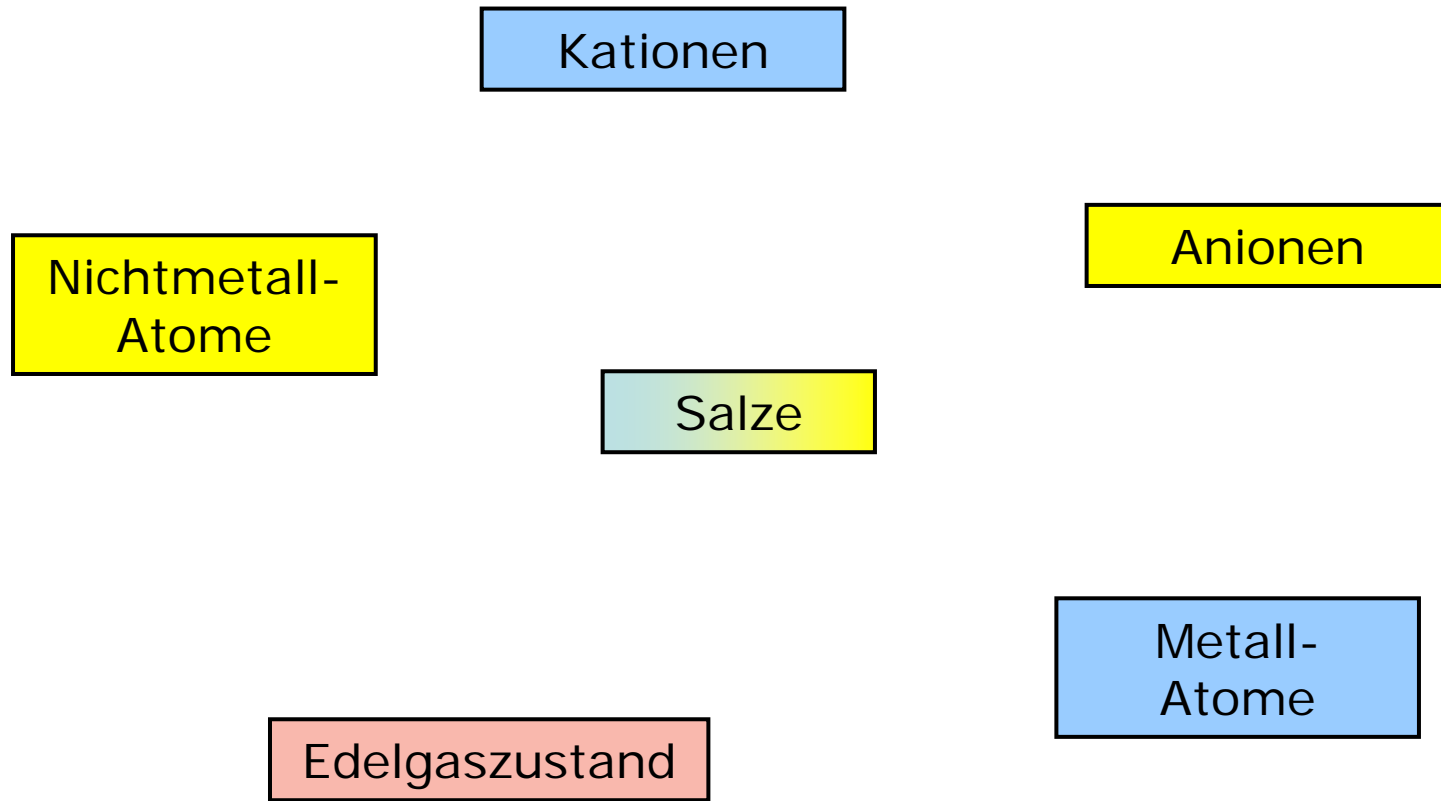 Kationen
Anionen
Nichtmetall-
Atome
Salze
Metall-
Atome
Edelgaszustand